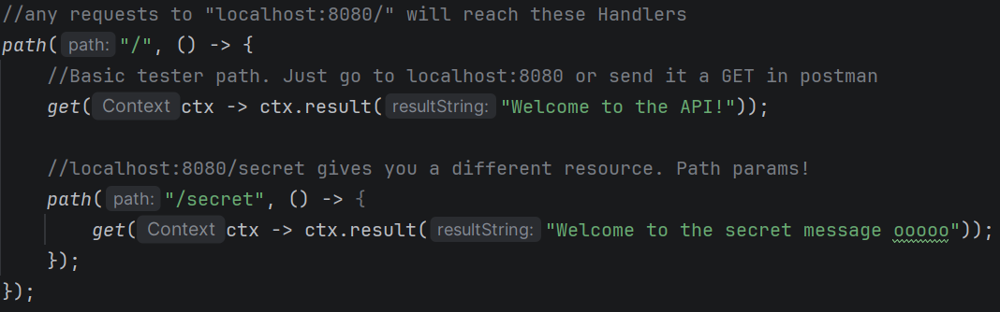 //any requests to "localhost:8080/" will reach these Handlers
path( path: "/", () -> {
//Basic tester path. Just go to localhost:8080 or send it a GET in postman
get( Context ctx -> ctx.result( resultString: "Welcome to the API!"));
//localhost:8080/secret gives you a different resource. Path params!
path( path: "/secret", () -> {
get( Context ctx -> ctx.result( resultString: "Welcome to the secret message ooooo"));
});
});